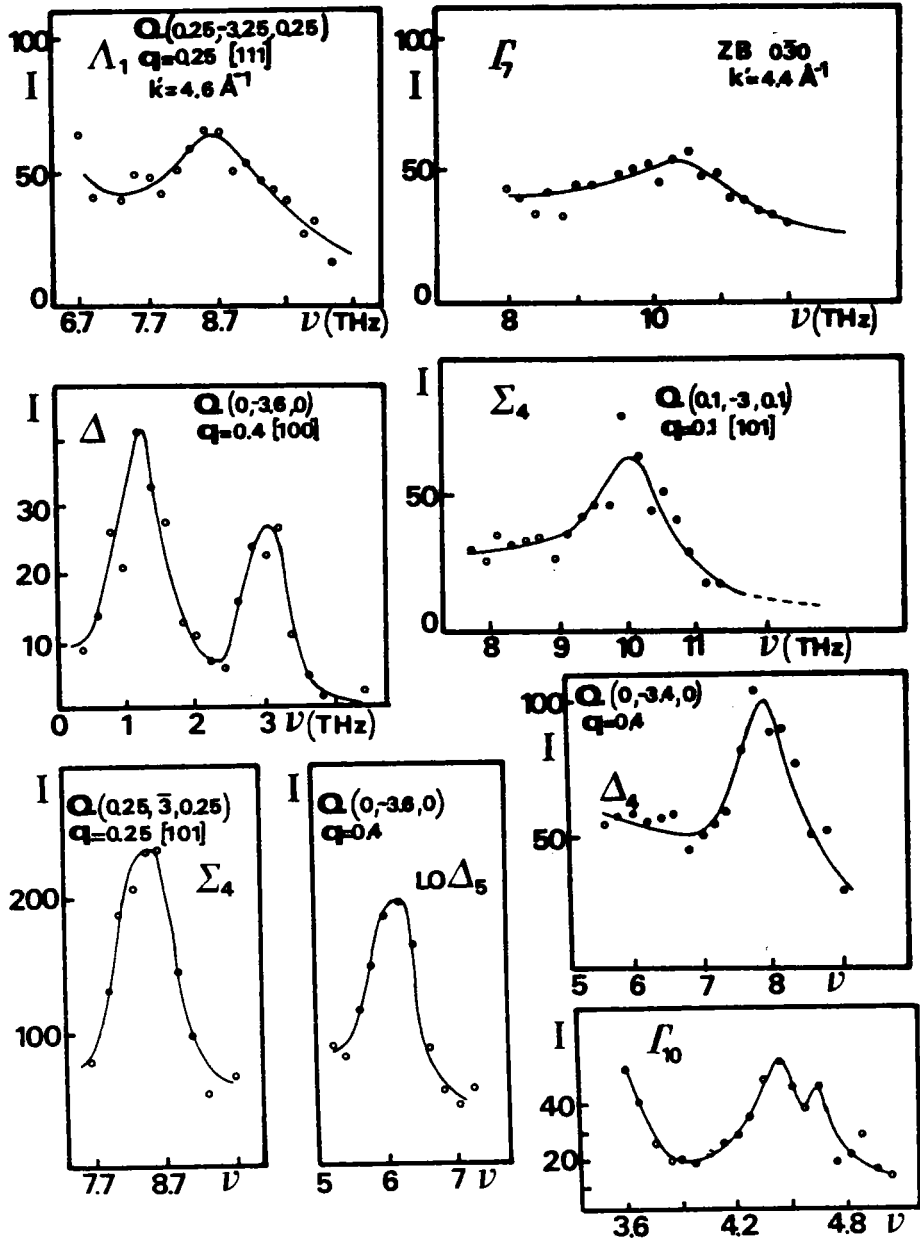 100
I
Λ₁
Q (0.25,-3.25,0.25)
q=0.25 [111]
k'=4.6 Å⁻¹
50
0
6.7 7.7 8.7 ν(THz)
100
I
Γ₇
ZB 03̄0
k'=4.4 Å⁻¹
50
0
8 10 ν(THz)
I
Δ
Q (0,-3.6,0)
q=0.4 [100]
30
20
10
0 1 2 3 ν(THz)
I
Σ₄
Q (0.1,-3,0.1)
q=0.1 [101]
50
0
8 9 10 11 ν(THz)
I
Q (0.25,3̄,0.25)
q=0.25 [101]
Σ₄
200
100
7.7 8.7 ν
I
Q (0,-3.6,0)
q=0.4
LO Δ₅
5 6 7 ν
100
Q (0,-3.4,0)
q=0.4
I
Δ₄
50
5 6 7 8 ν
I
Γ₁₀
40
20
3.6 4.2 4.8 ν